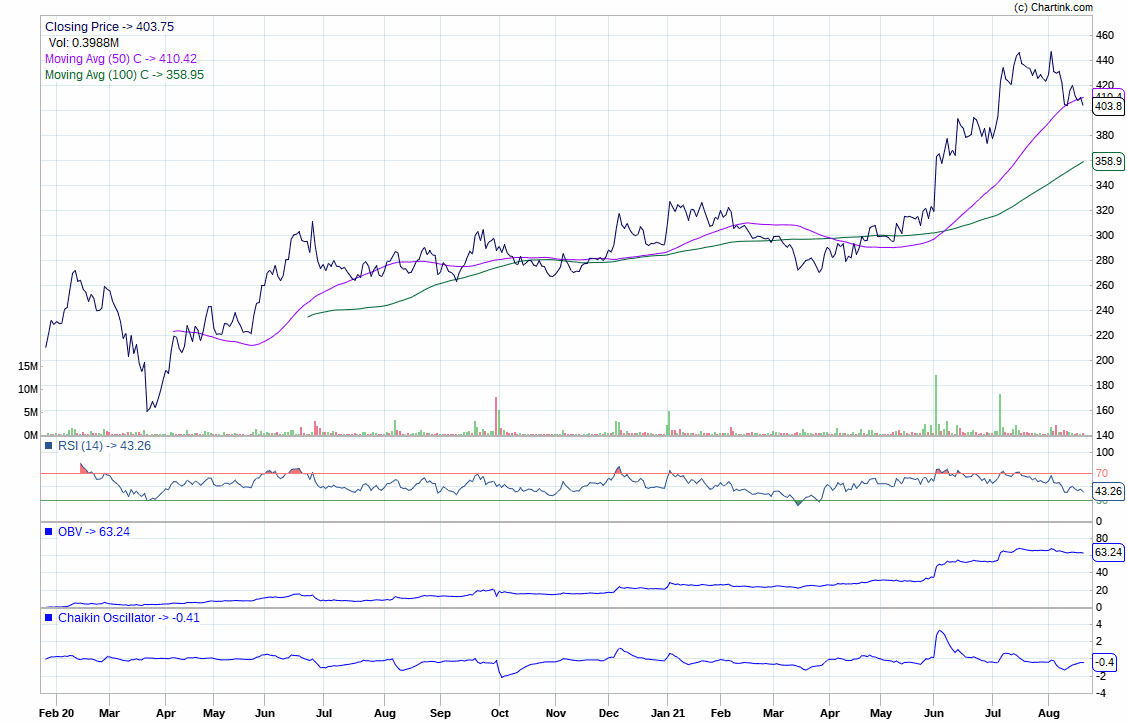 (c) Chartink.com
Closing Price -> 403.75
Vol: 0.3988M
Moving Avg (50) C -> 410.42
Moving Avg (100) C -> 358.95
460
440
420
410.4
403.8
380
358.9
340
320
300
280
260
240
220
200
180
160
140
15M
10M
5M
0M
RSI (14) -> 43.26
100
70
43.26
0
OBV -> 63.24
80
63.24
40
20
0
Chaikin Oscillator -> -0.41
4
2
-0.4
-2
-4
Feb 20 Mar Apr May Jun Jul Aug Sep Oct Nov Dec Jan 21 Feb Mar Apr May Jun Jul Aug